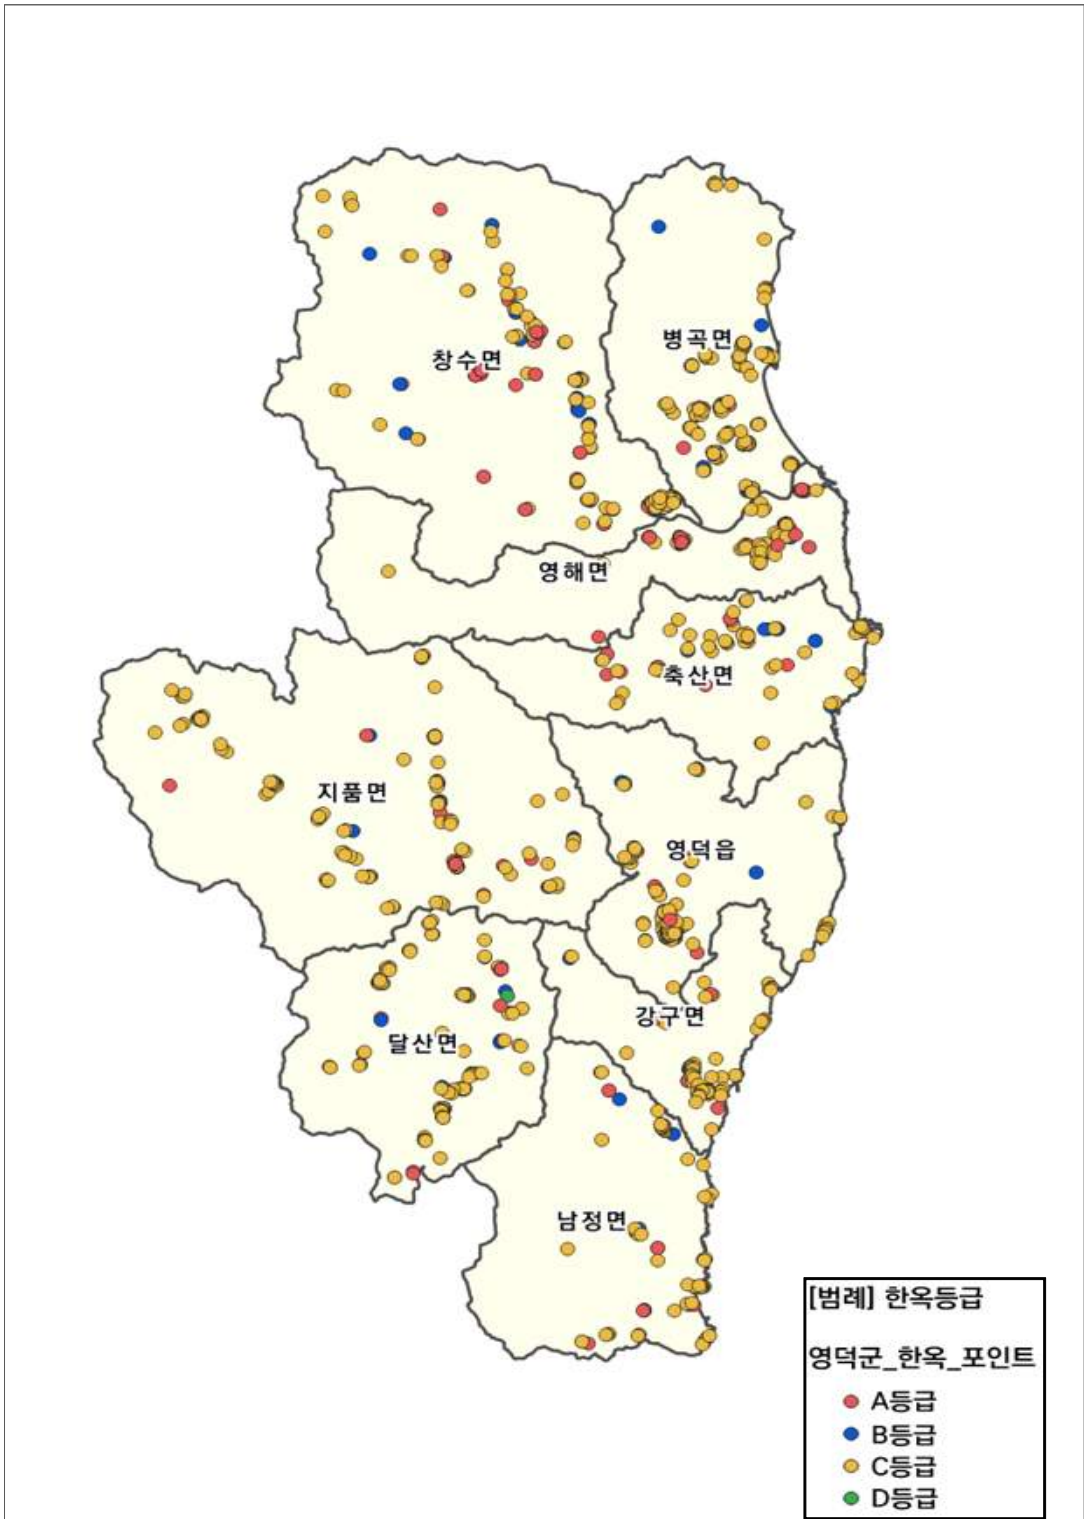 병곡면
창수면
영해면
축산면
지품면
영덕읍
강구면
달산면
남정면
[범례] 한옥등급
영덕군_한옥_포인트
A등급
B등급
C등급
D등급